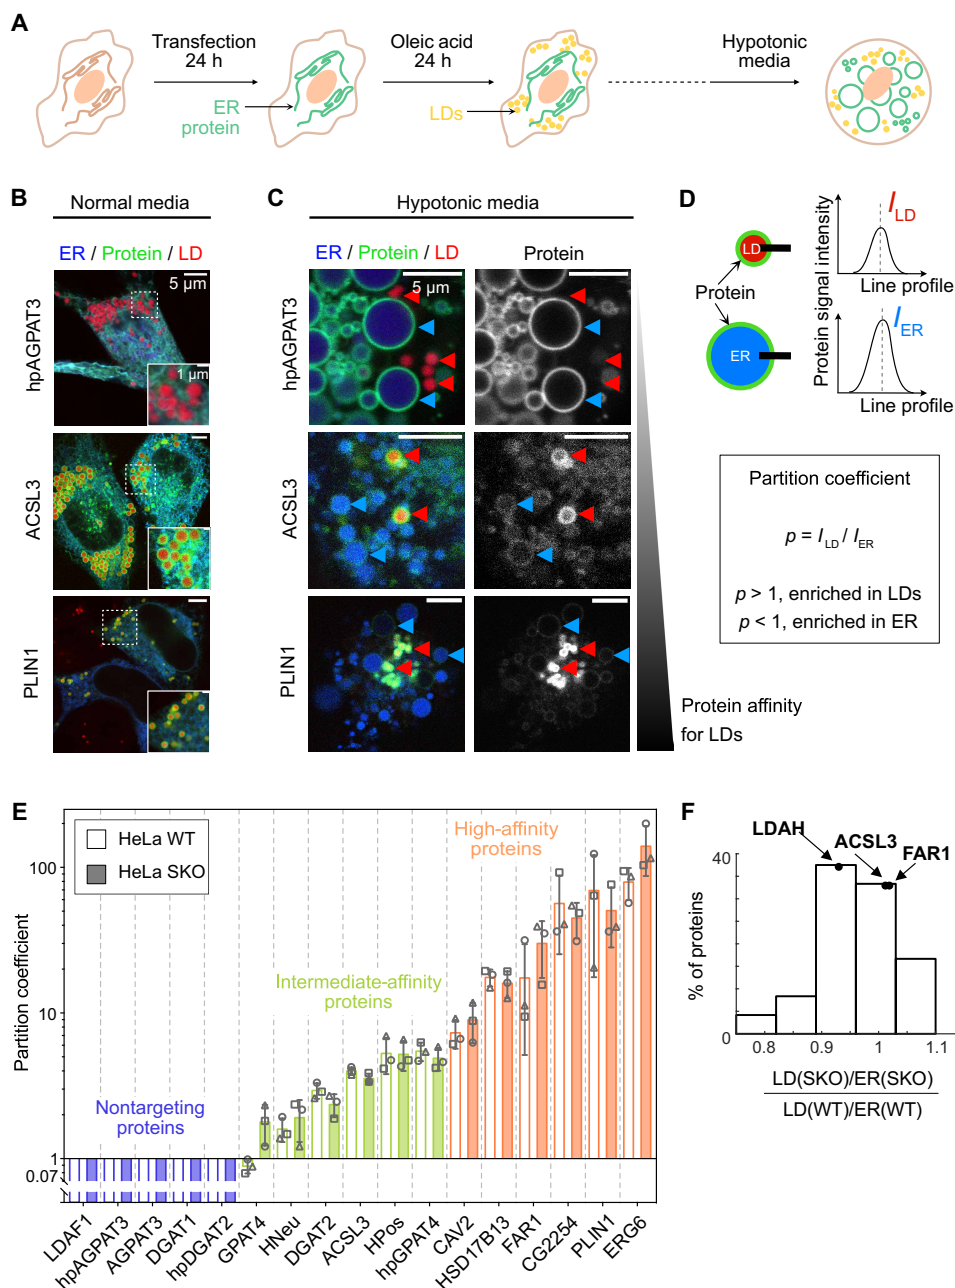 A
Transfection
24 h
Oleic acid
24 h
Hypotonic
media
ER
protein
LDs
B
Normal media
ER / Protein / LD
hpAGPAT3
5 µm
1 µm
ACSL3
PLIN1
C
Hypotonic media
ER / Protein / LD
Protein
hpAGPAT3
5 µm
ACSL3
PLIN1
Protein affinity
for LDs
D
LD
Protein
ER
Protein signal intensity
I LD
Line profile
I ER
Line profile
Partition coefficient
p = I LD / I ER
p > 1, enriched in LDs
p < 1, enriched in ER
E
HeLa WT
HeLa SKO
High-affinity
proteins
Intermediate-affinity
proteins
Nontargeting
proteins
Partition coefficient
100
10
1
0.07
LDAF1
hpAGPAT3
AGPAT3
DGAT1
hpDGAT2
GPAT4
HNeu
DGAT2
ACSL3
HPos
hpGPAT4
CAV2
HSD17B13
FAR1
CG2254
PLIN1
ERG6
F
LDAH
ACSL3
FAR1
% of proteins
40
0
0.8
0.9
1
1.1
LD(SKO)/ER(SKO)
LD(WT)/ER(WT)